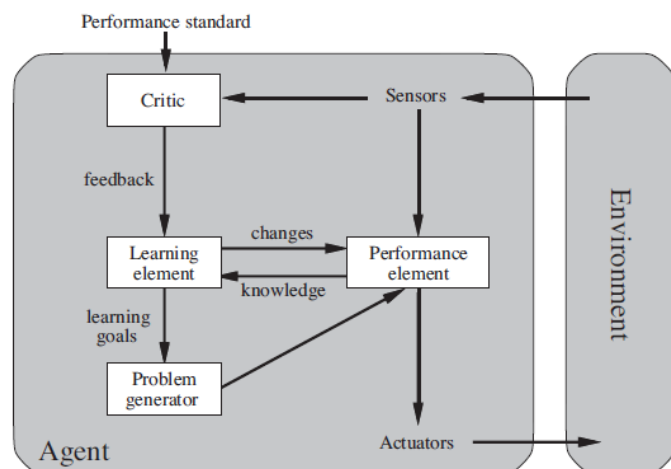 Performance standard
Critic
Sensors
feedback
changes
Learning
element
Performance
element
knowledge
learning
goals
Problem
generator
Agent
Actuators
Environment